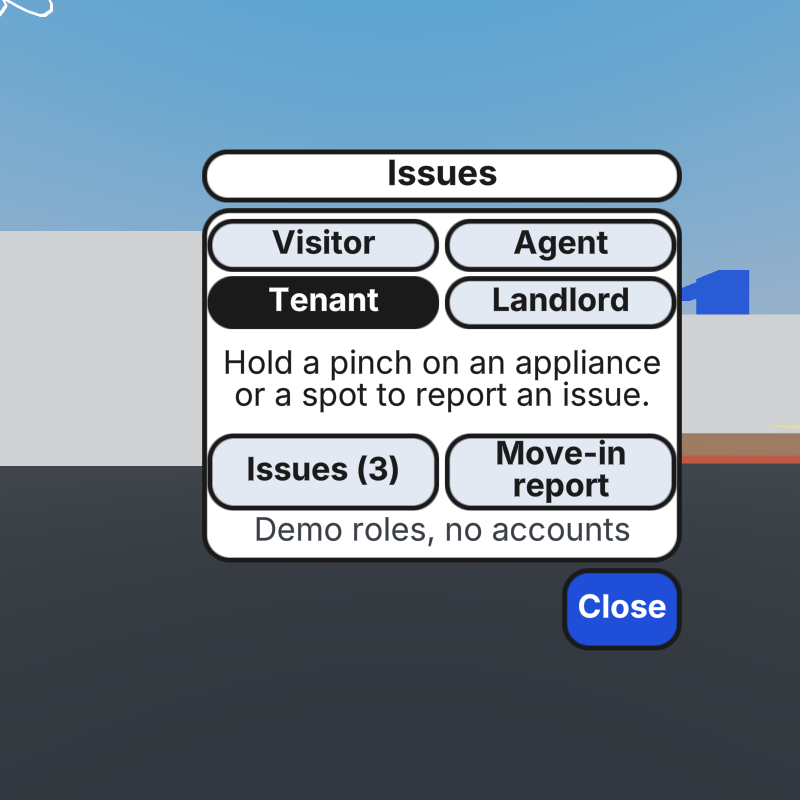 Issues
Visitor
Agent
Tenant
Landlord
Hold a pinch on an appliance
or a spot to report an issue.
Issues (3)
Move-in
report
Demo roles, no accounts
Close
1